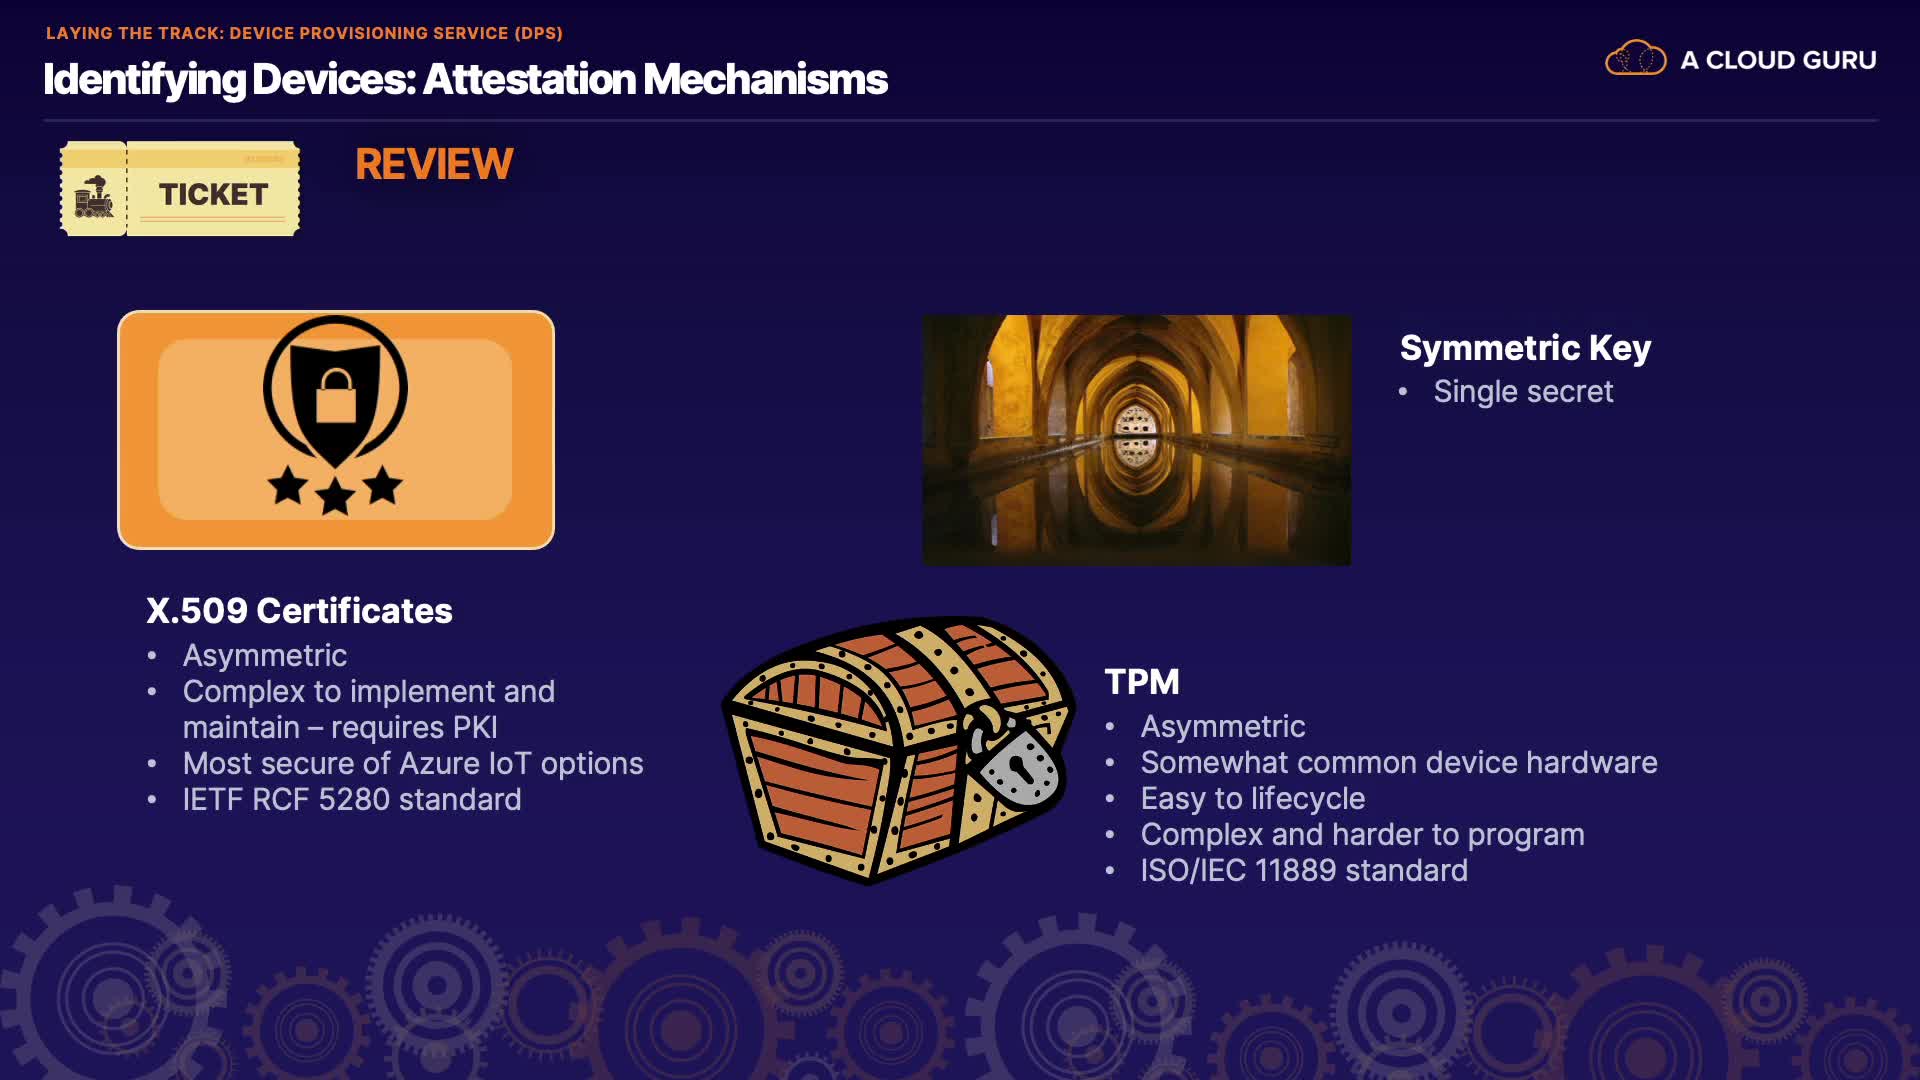 LAYING THE TRACK: DEVICE PROVISIONING SERVICE (DPS)
Identifying Devices: Attestation Mechanisms
A CLOUD GURU
TICKET
REVIEW
Symmetric Key
• Single secret
X.509 Certificates
• Asymmetric
• Complex to implement and
maintain – requires PKI
• Most secure of Azure IoT options
• IETF RCF 5280 standard
TPM
• Asymmetric
• Somewhat common device hardware
• Easy to lifecycle
• Complex and harder to program
• ISO/IEC 11889 standard